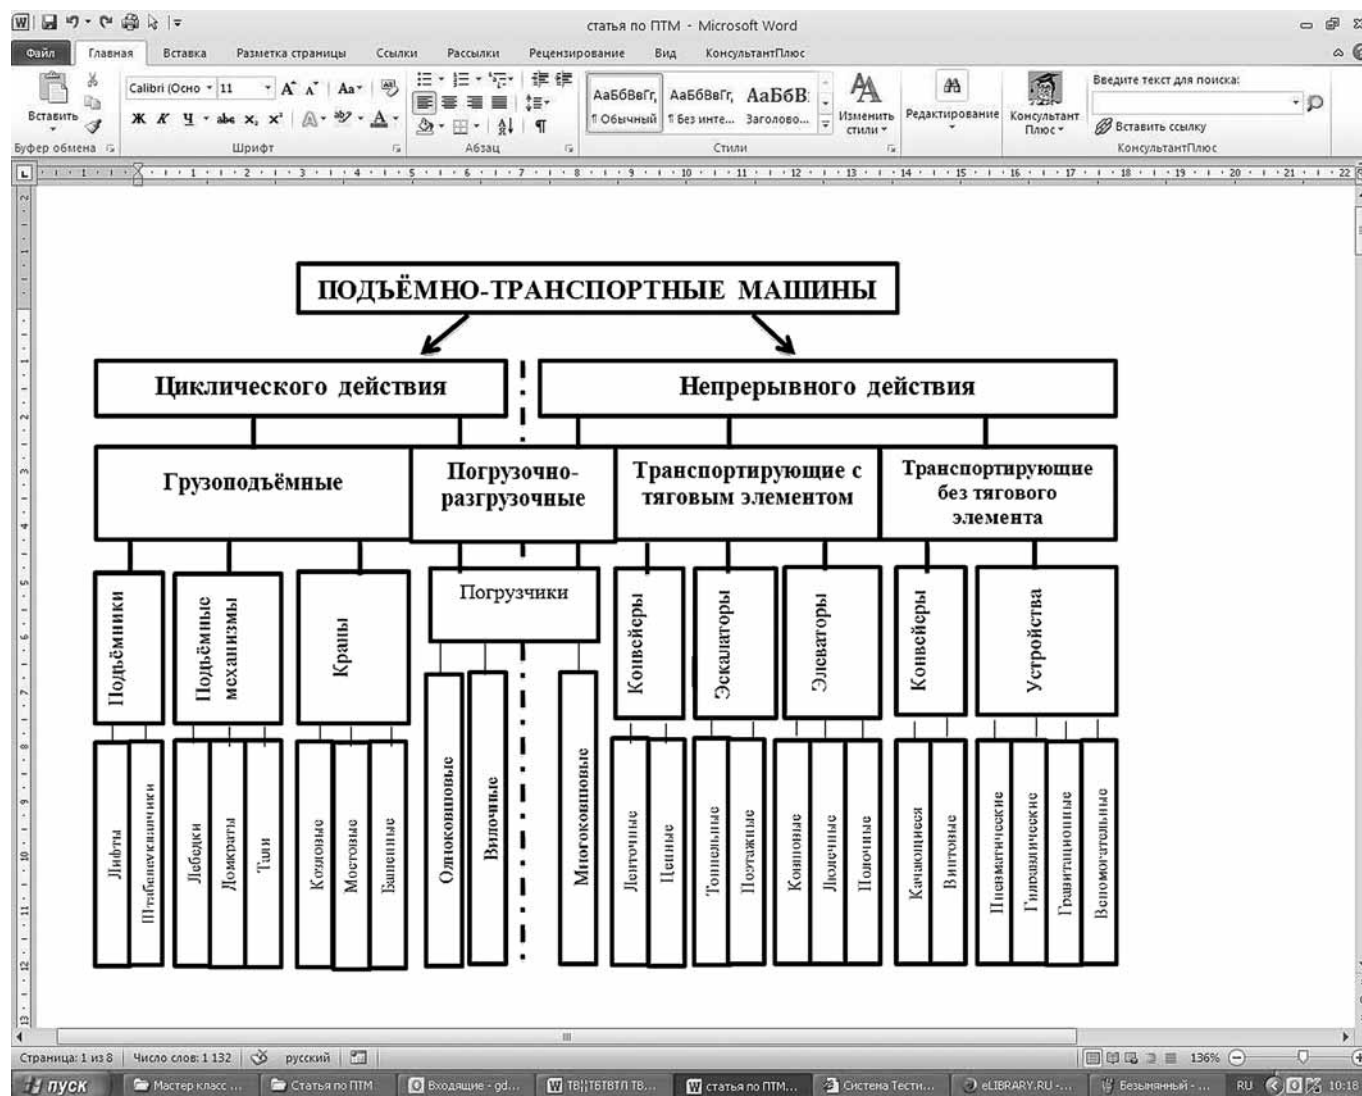 статья по ПТМ - Microsoft Word
Файл Главная Вставка Разметка страницы Ссылки Рассылки Рецензирование Вид КонсультантПлюс
Вставить
Calibri (Осно 11
Ж К Ч abc x₂ x²
АаБбВвГг, АаБбВвГг, АаБбВ
¶ Обычный ¶ Без инте... Заголово...
Изменить стили
Редактирование
Консультант Плюс
Введите текст для поиска:
Вставить ссылку
Буфер обмена Шрифт Абзац Стили КонсультантПлюс
ПОДЪЁМНО-ТРАНСПОРТНЫЕ МАШИНЫ
Циклического действия
Непрерывного действия
Грузоподъёмные
Погрузочно-
разгрузочные
Транспортирующие с
тяговым элементом
Транспортирующие
без тягового
элемента
Подъёмники
Подъёмные
механизмы
Краны
Погрузчики
Конвейеры
Эскалаторы
Элеваторы
Конвейеры
Устройства
Лифты
Штабелеукладчики
Лебедки
Домкраты
Тали
Козловые
Мостовые
Башенные
Одноковшовые
Вилочные
Многоковшовые
Ленточные
Цепные
Тоннельные
Поэтажные
Ковшовые
Люлечные
Полочные
Качающиеся
Винтовые
Пневматические
Гидравлические
Гравитационные
Вспомогательные
Страница: 1 из 8 Число слов: 1 132 русский 136%
пуск Мастер класс ... Статья по ПТМ Входящие - gd... статья по ПТМ... Система Тести... eLIBRARY.RU -... Безымянный - ... RU 10:18